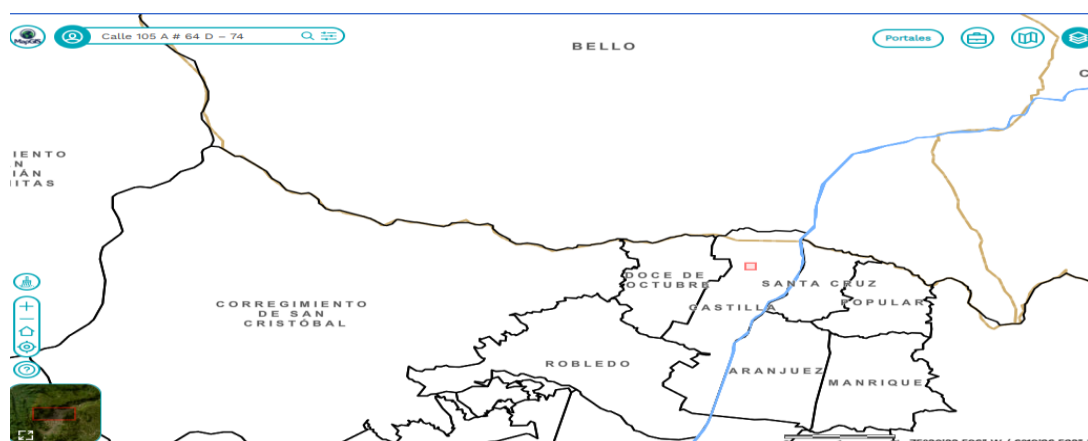 MapGIS
Calle 105 A # 64 D – 74
Portales
BELLO
C
IENTO
N
IÁN
ITAS
DOCE DE
OCTUBRE
SANTA CRUZ
CORREGIMIENTO
DE SAN
CRISTÓBAL
CASTILLA
POPULAR
ROBLEDO
ARANJUEZ
MANRIQUE